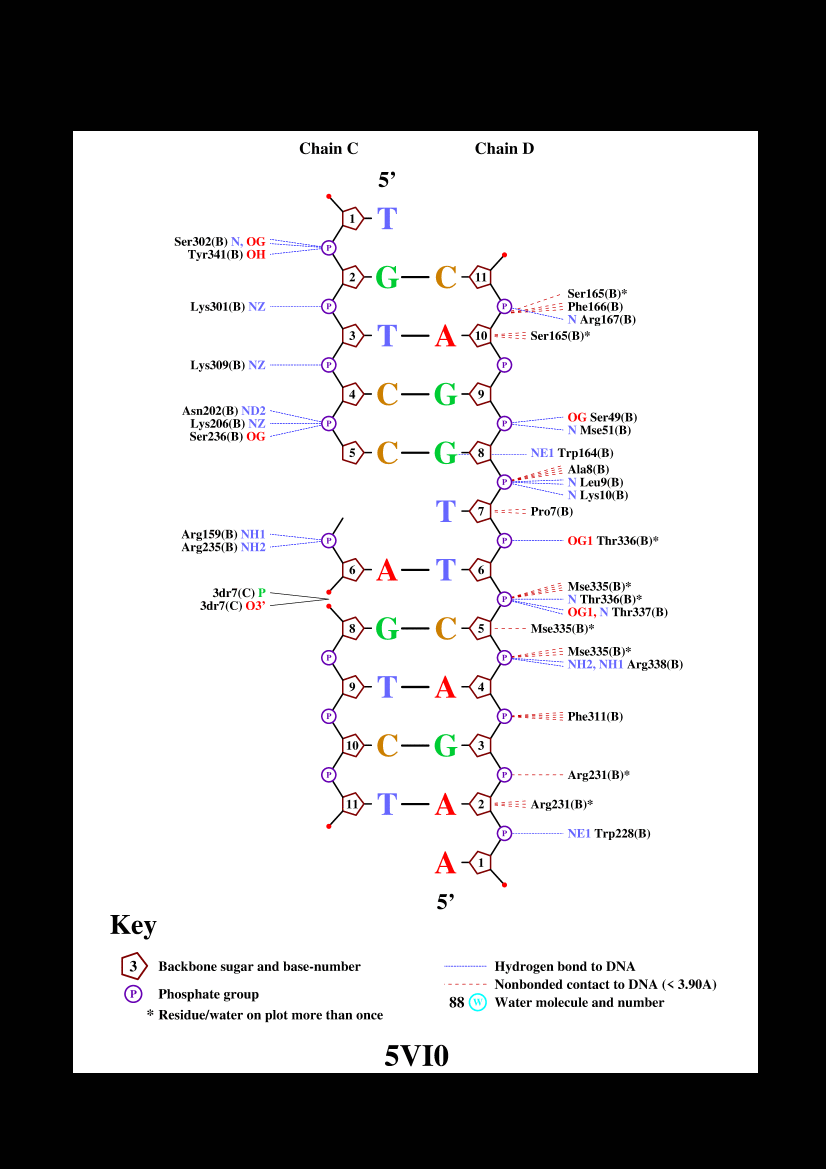 Chain C Chain D
5’
1 T
Ser302(B) N, OG
P
Tyr341(B) OH
2 G C 11
Ser165(B)*
Lys301(B) NZ P P Phe166(B)
N Arg167(B)
3 T A 10 Ser165(B)*
Lys309(B) NZ P P
4 C G 9
Asn202(B) ND2
OG Ser49(B)
Lys206(B) NZ P P
N Mse51(B)
Ser236(B) OG
5 C G 8 NE1 Trp164(B)
Ala8(B)
P N Leu9(B)
N Lys10(B)
T 7 Pro7(B)
Arg159(B) NH1
P P OG1 Thr336(B)*
Arg235(B) NH2
6 A T 6
Mse335(B)*
3dr7(C) P
P N Thr336(B)*
3dr7(C) O3’
OG1, N Thr337(B)
8 G C 5 Mse335(B)*
Mse335(B)*
P P
NH2, NH1 Arg338(B)
9 T A 4
P P Phe311(B)
10 C G 3
P P Arg231(B)*
11 T A 2 Arg231(B)*
P NE1 Trp228(B)
A 1
5’
Key
3 Backbone sugar and base-number
P Phosphate group
* Residue/water on plot more than once
Hydrogen bond to DNA
Nonbonded contact to DNA (< 3.90A)
88 W Water molecule and number
5VI0